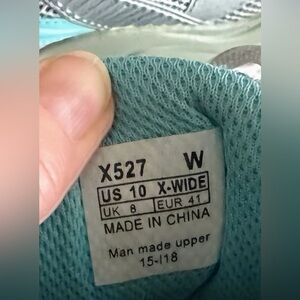 X527 W
US 10 X-WIDE
UK 8 EUR 41
MADE IN CHINA
Man made upper
15-I18